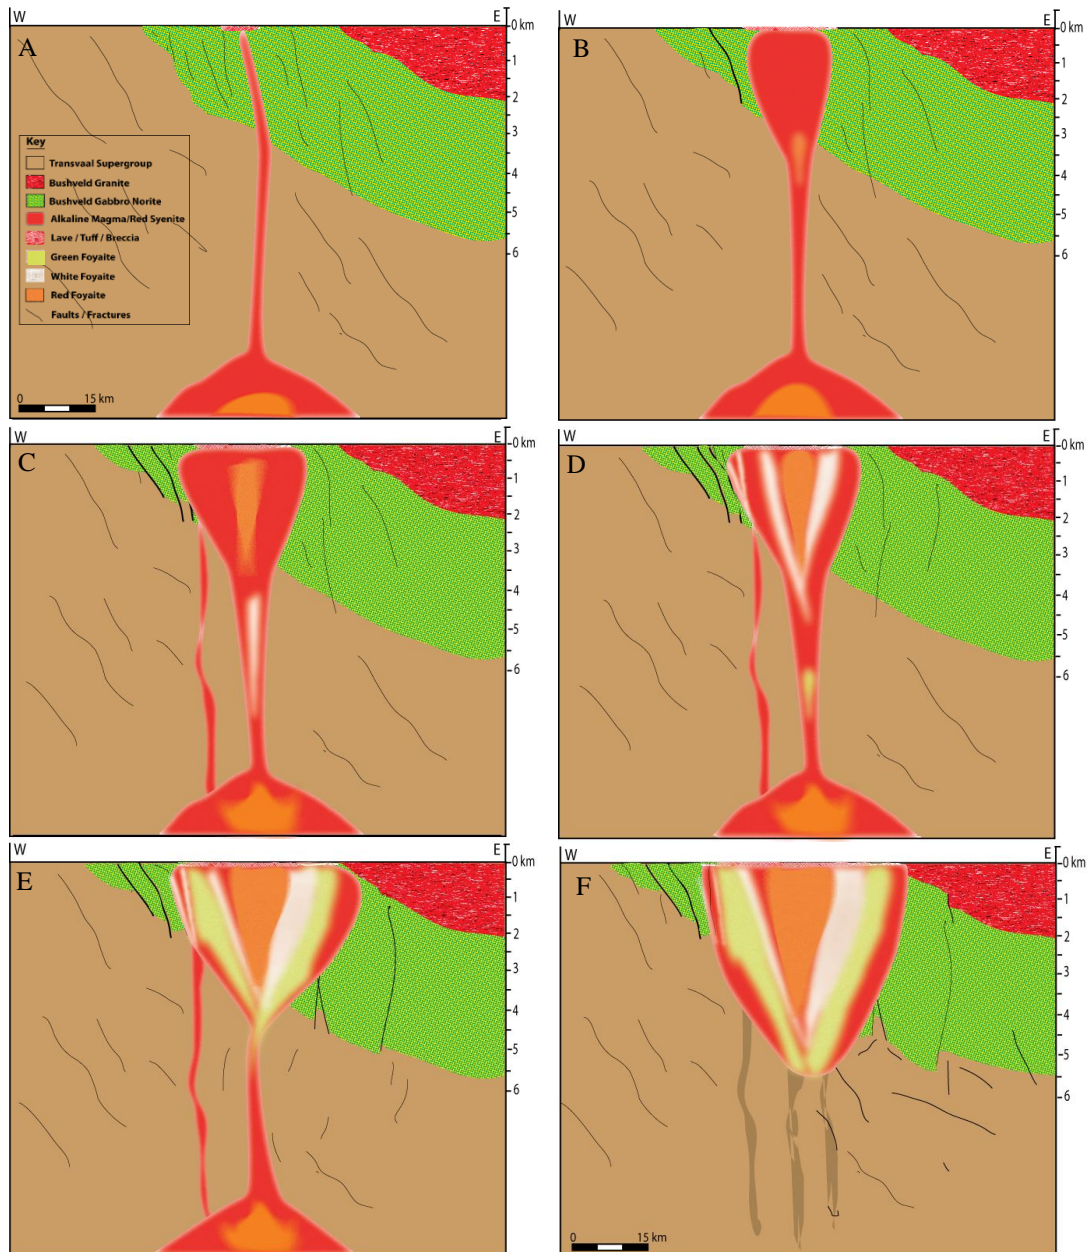 W E
A
0 km
1
2
3
4
5
6
Key
Transvaal Supergroup
Bushveld Granite
Bushveld Gabbro Norite
Alkaline Magma/Red Syenite
Lave / Tuff / Breccia
Green Foyaite
White Foyaite
Red Foyaite
Faults / Fractures
0 15 km
W E
B
0 km
1
2
3
4
5
6
W E
C
0 km
1
2
3
4
5
6
W E
D
0 km
1
2
3
4
5
6
W E
E
0 km
1
2
3
4
5
6
W E
F
0 km
1
2
3
4
5
6
0 15 km